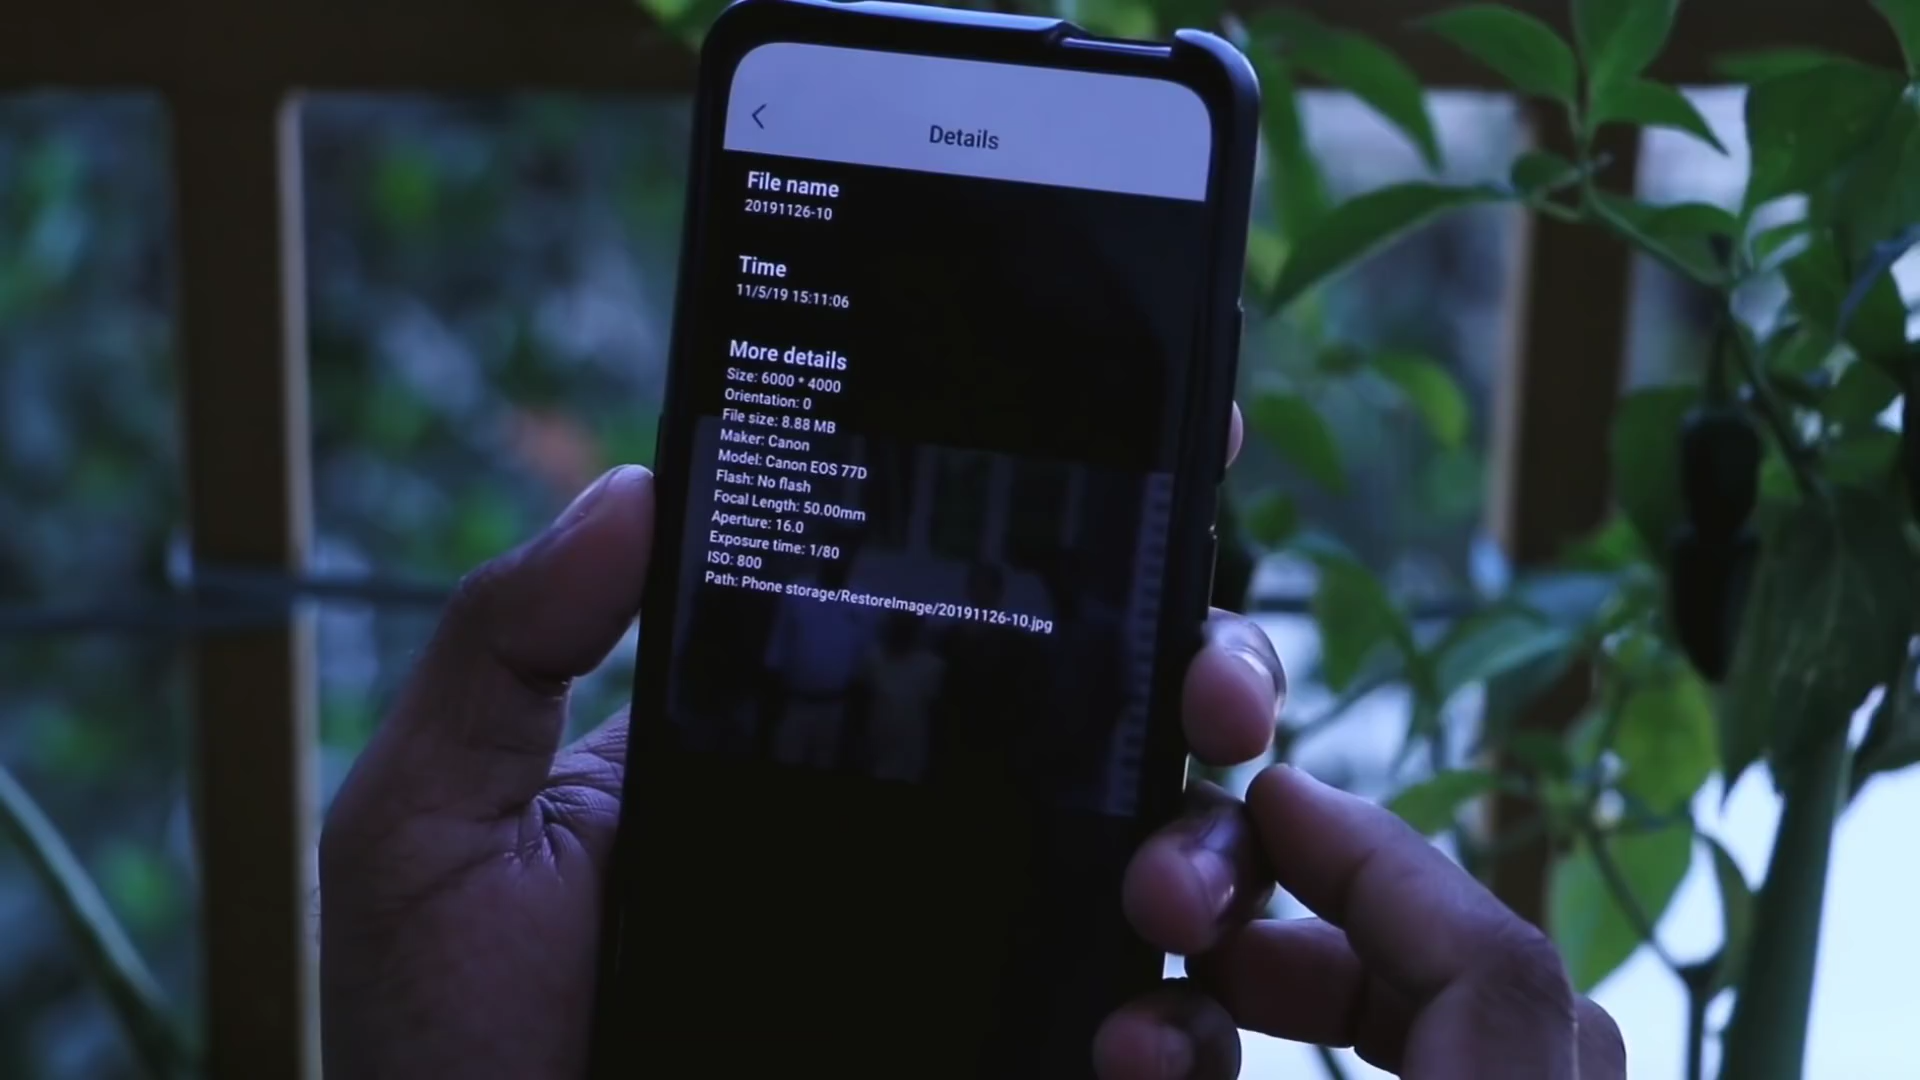 Details
File name
20191126-10
Time
11/5/19 15:11:06
More details
Size: 6000 * 4000
Orientation: 0
File size: 8.88 MB
Maker: Canon
Model: Canon EOS 77D
Flash: No flash
Focal Length: 50.00mm
Aperture: 16.0
Exposure time: 1/80
ISO: 800
Path: Phone storage/RestoreImage/20191126-10.jpg